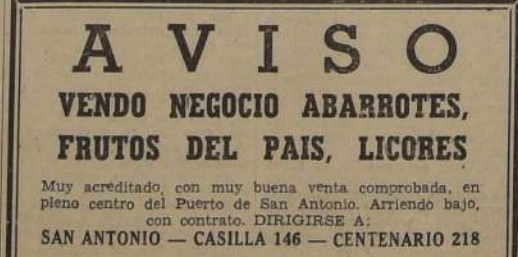 AVISO
VENDO NEGOCIO ABARROTES,
FRUTOS DEL PAIS, LICORES
Muy acreditado, con muy buena venta comprobada, en
pleno centro del Puerto de San Antonio. Arriendo bajo,
con contrato. DIRIGIRSE A:
SAN ANTONIO — CASILLA 146 — CENTENARIO 218